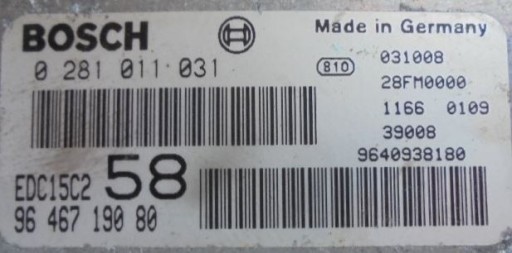 BOSCH
Made in Germany
0 281 011 031
810
031008
28FM0000
1166 0109
39008
9640938180
EDC15C2 58
96 467 190 80